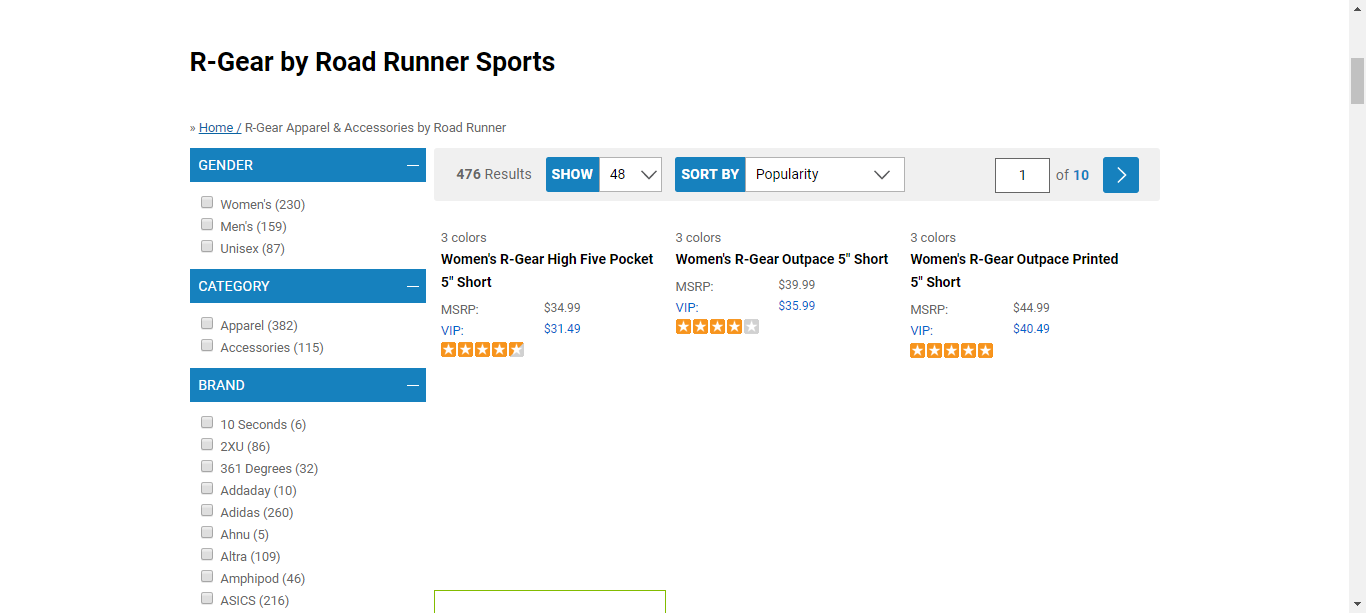 R-Gear by Road Runner Sports
» Home / R-Gear Apparel & Accessories by Road Runner
GENDER
Women's (230)
Men's (159)
Unisex (87)
CATEGORY
Apparel (382)
Accessories (115)
BRAND
10 Seconds (6)
2XU (86)
361 Degrees (32)
Addaday (10)
Adidas (260)
Ahnu (5)
Altra (109)
Amphipod (46)
ASICS (216)
476 Results SHOW 48 SORT BY Popularity 1 of 10
3 colors
Women's R-Gear High Five Pocket
5" Short
MSRP: $34.99
VIP: $31.49
3 colors
Women's R-Gear Outpace 5" Short
MSRP: $39.99
VIP: $35.99
3 colors
Women's R-Gear Outpace Printed
5" Short
MSRP: $44.99
VIP: $40.49